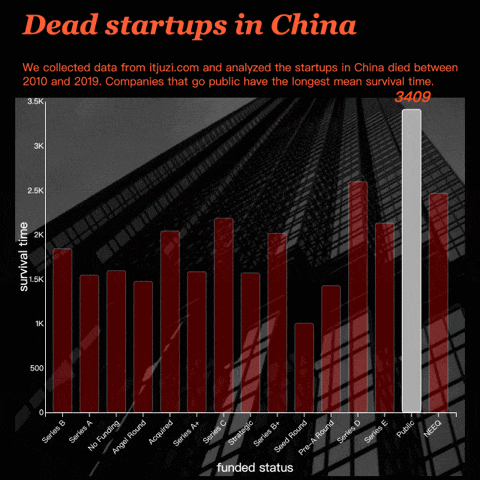 Dead startups in China
We collected data from itjuzi.com and analyzed the startups in China died between
2010 and 2019. Companies that go public have the longest mean survival time.
3409
3.5K
3K
2.5K
2K
1.5K
1K
500
0
survival time
Series B
Series A
No Funding
Angel Round
Acquired
Series A+
Series C
Strategic
Series B+
Seed Round
Pre-A Round
Series D
Series E
Public
NEEQ
funded status